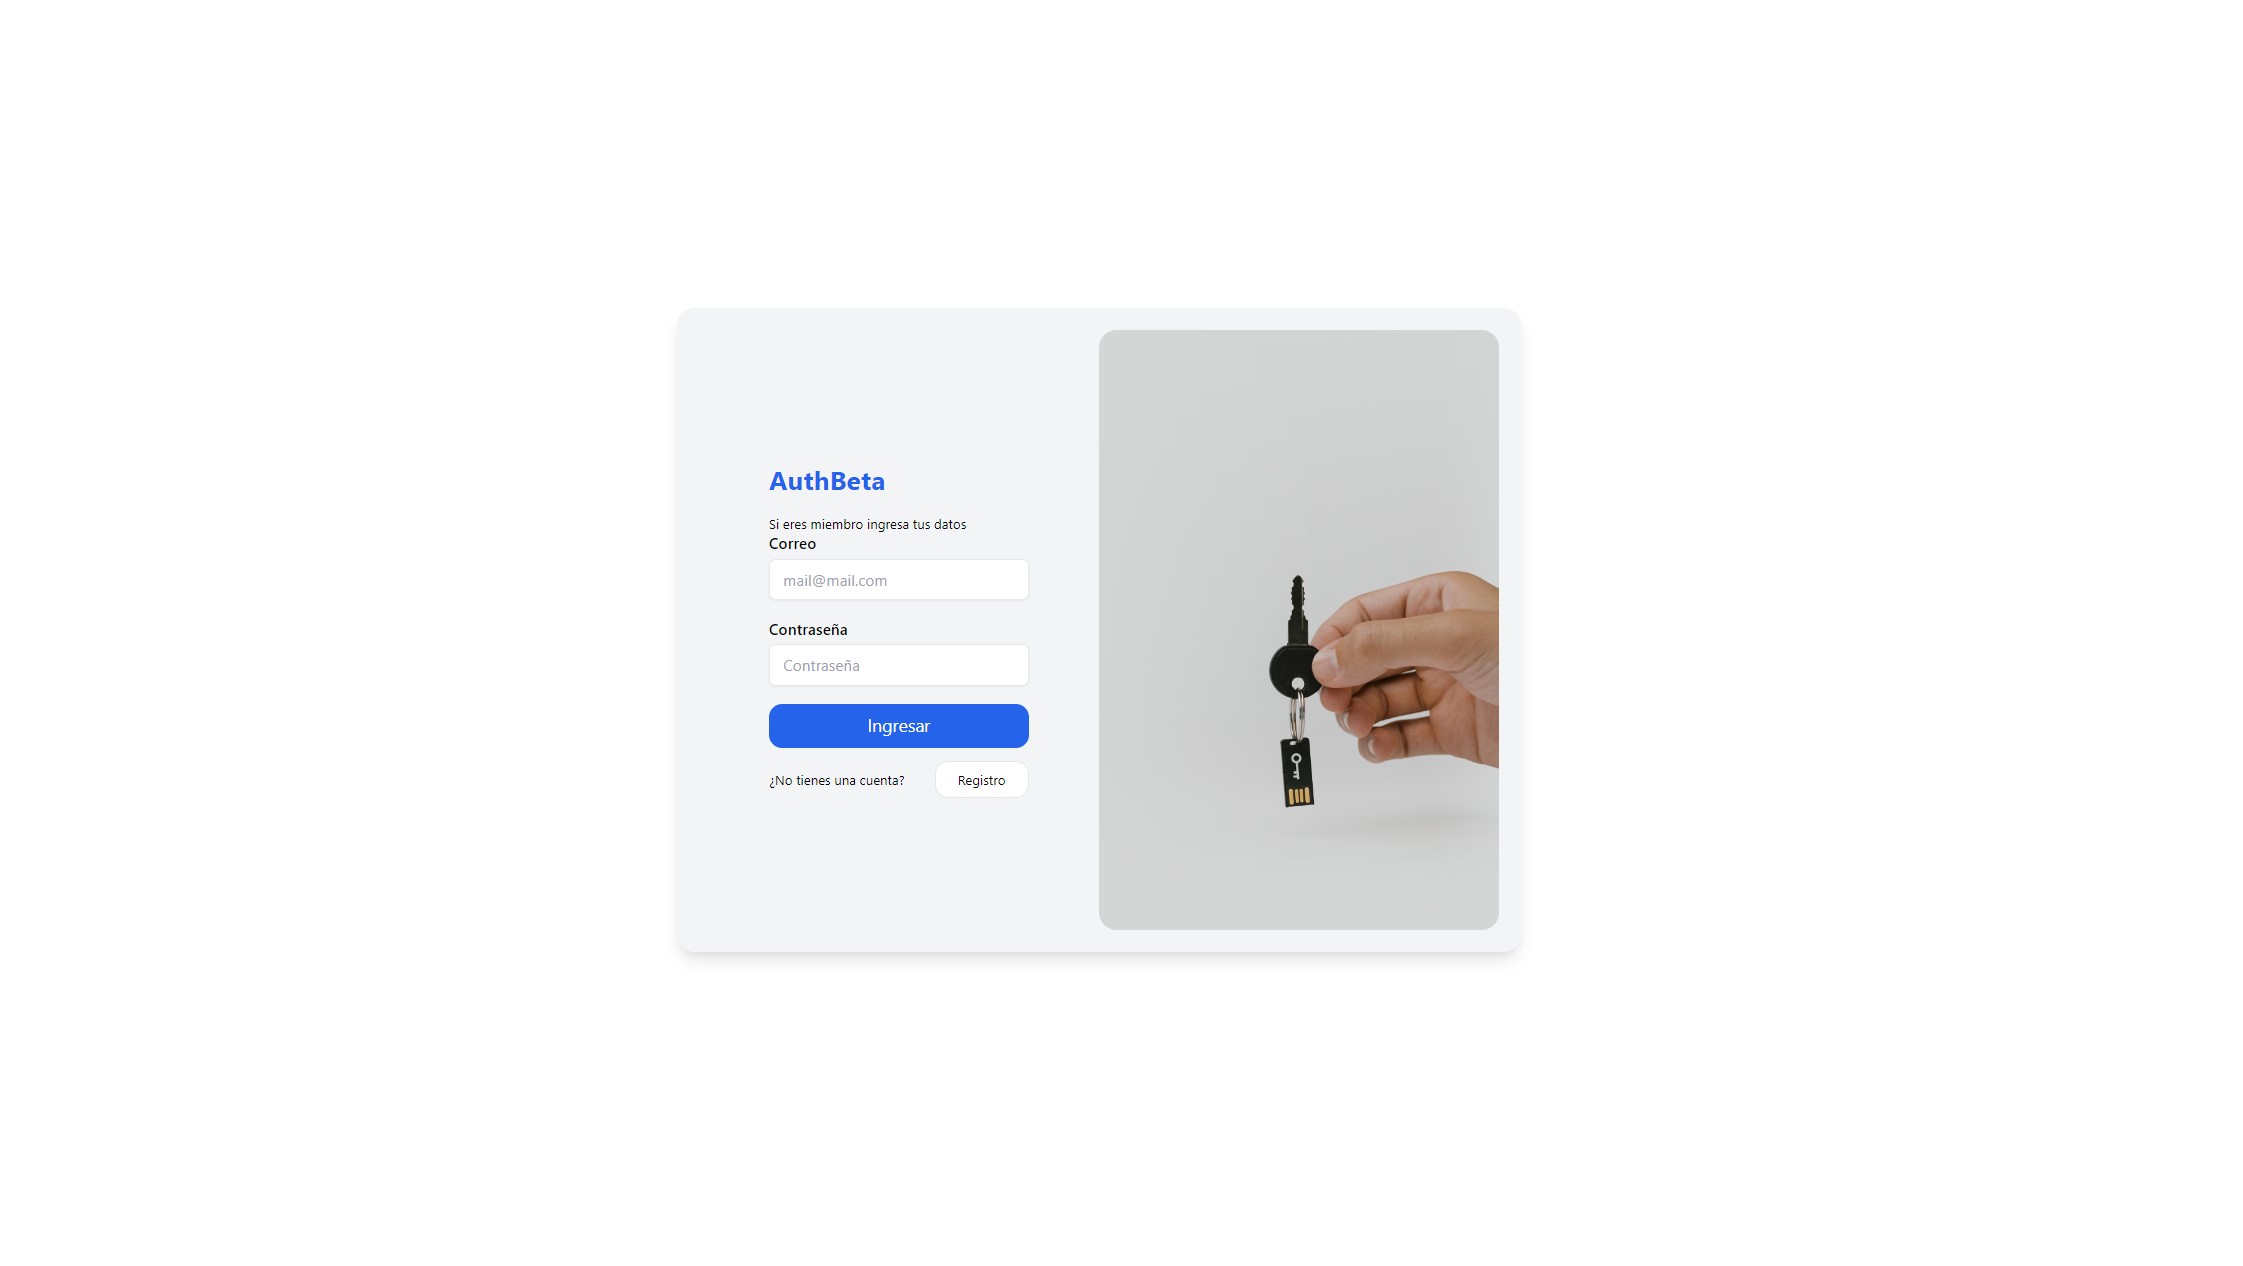 AuthBeta
Si eres miembro ingresa tus datos
Correo
mail@mail.com
Contraseña
Contraseña
Ingresar
¿No tienes una cuenta?
Registro